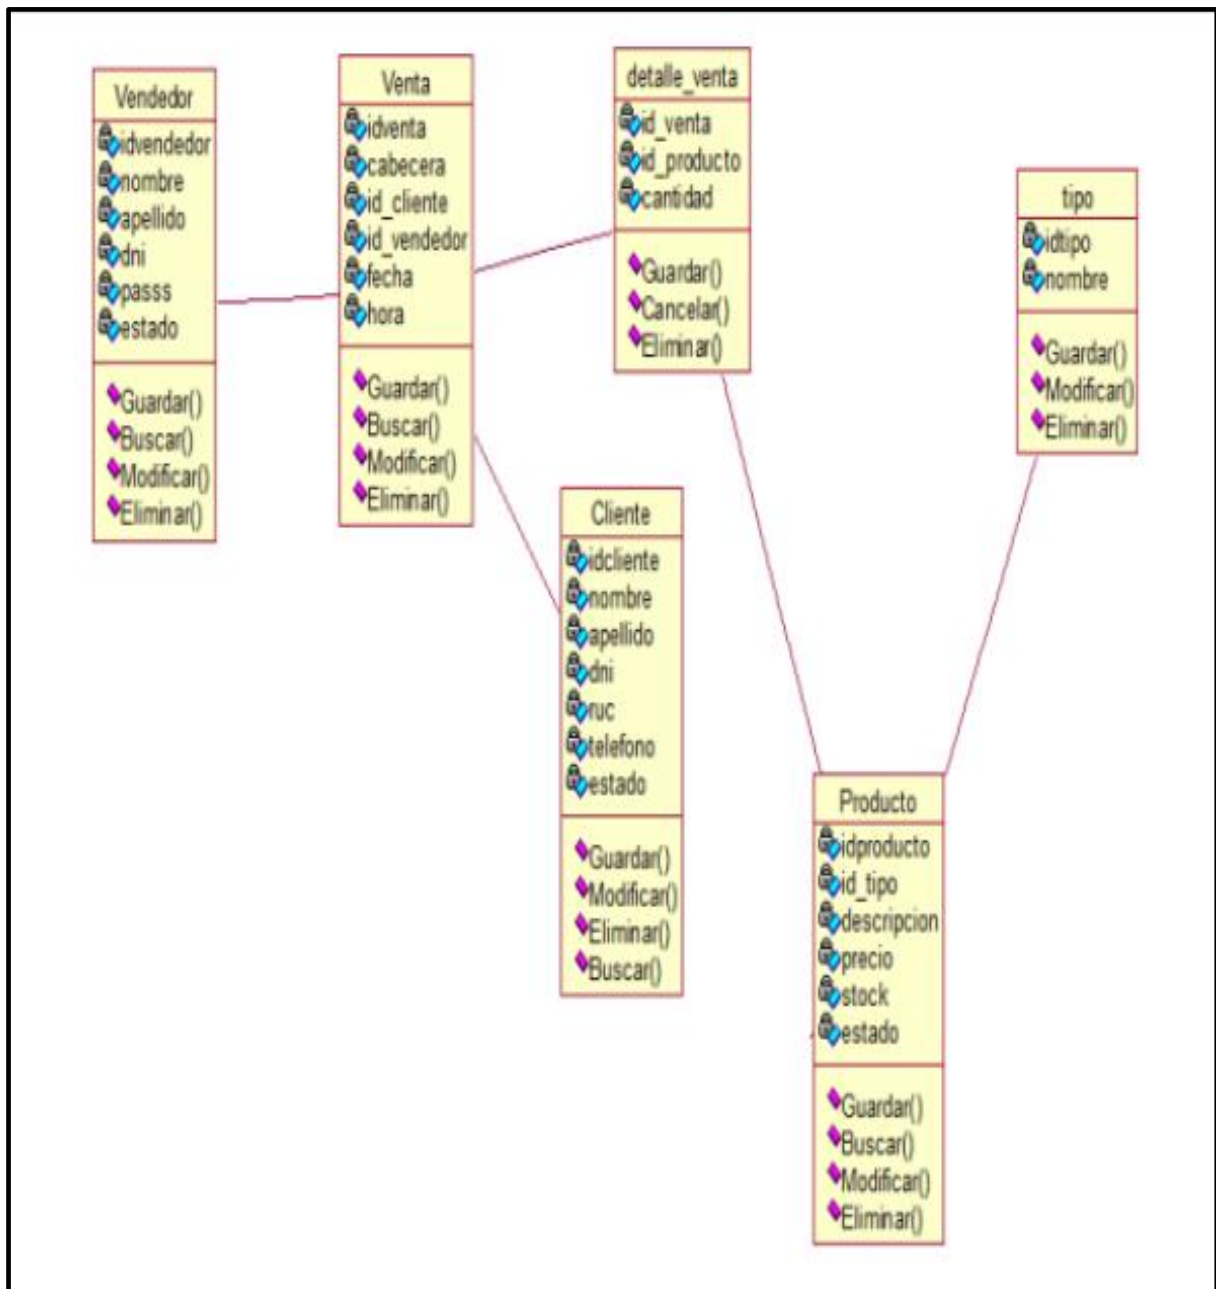 Vendedor
idvendedor
nombre
apellido
dni
passs
estado
Guardar()
Buscar()
Modificar()
Eliminar()
Venta
idventa
cabecera
id_cliente
id_vendedor
fecha
hora
Guardar()
Buscar()
Modificar()
Eliminar()
detalle_venta
id_venta
id_producto
cantidad
Guardar()
Cancelar()
Eliminar()
tipo
idtipo
nombre
Guardar()
Modificar()
Eliminar()
Cliente
idcliente
nombre
apellido
dni
ruc
telefono
estado
Guardar()
Modificar()
Eliminar()
Buscar()
Producto
idproducto
id_tipo
descripcion
precio
stock
estado
Guardar()
Buscar()
Modificar()
Eliminar()